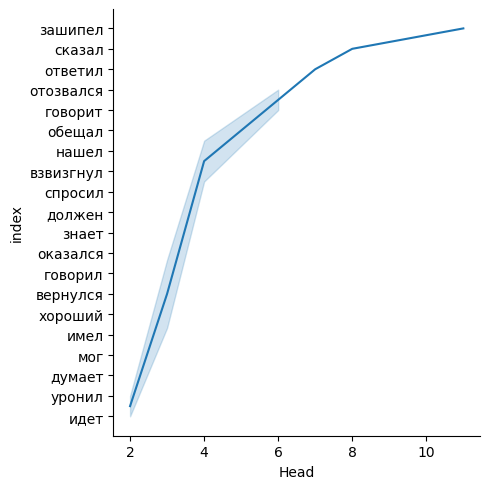 зашипел
сказал
ответил
отозвался
говорит
обещал
нашел
взвизгнул
спросил
должен
знает
оказался
говорил
вернулся
хороший
имел
мог
думает
уронил
идет
index
2 4 6 8 10
Head